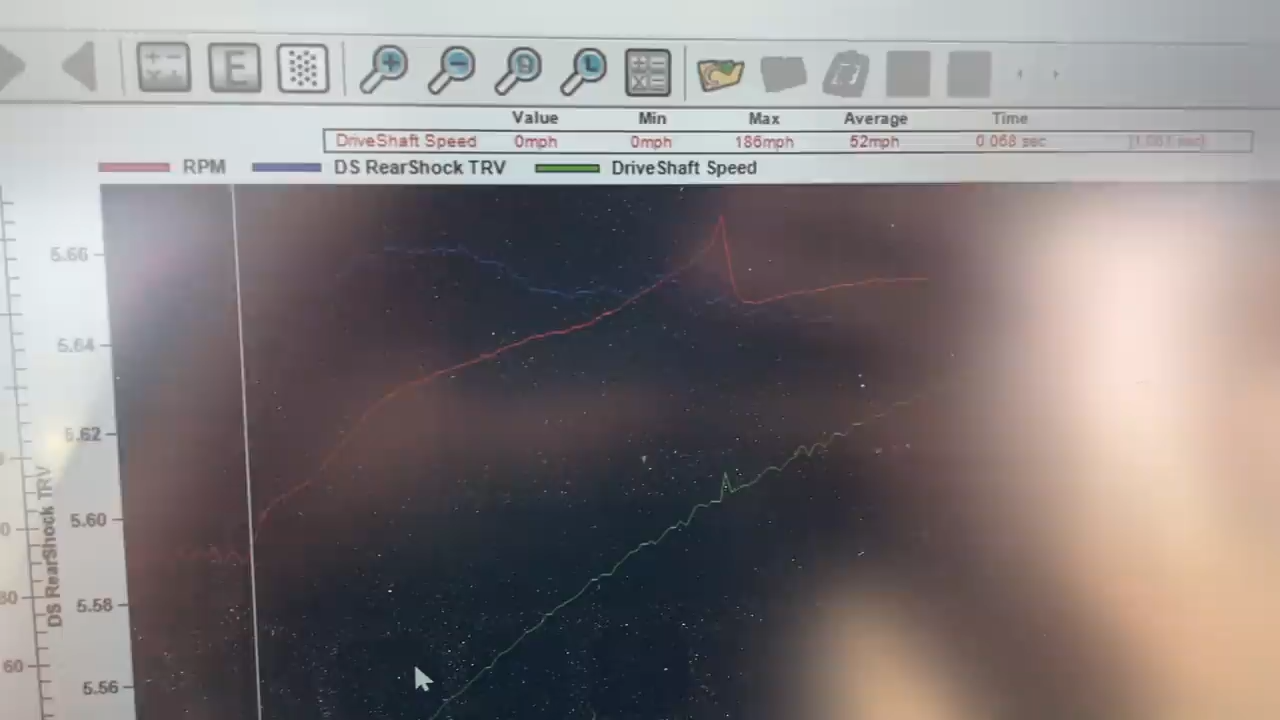 E
Value Min Max Average Time
DriveShaft Speed 0mph 0mph 186mph 52mph 0.068 sec
RPM DS RearShock TRV DriveShaft Speed
5.66
5.64
5.62
5.60
5.58
5.56
DS RearShock TRV
60